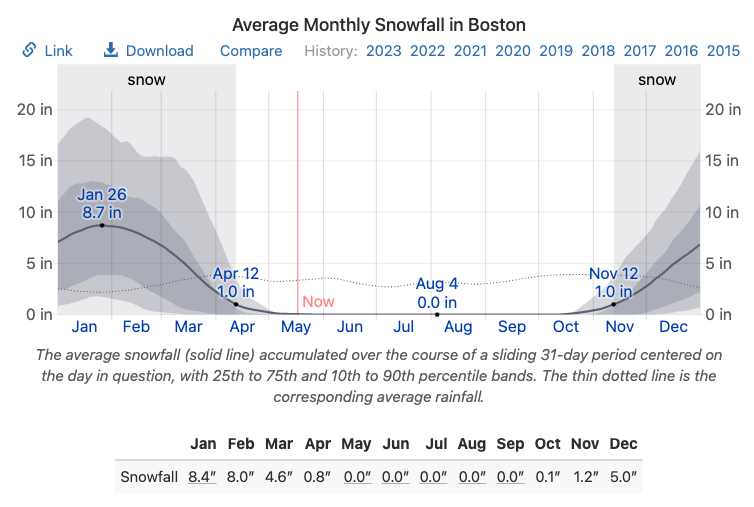 Average Monthly Snowfall in Boston
Link Download Compare History: 2023 2022 2021 2020 2019 2018 2017 2016 2015
snow snow
20 in 20 in
15 in 15 in
Jan 26
10 in 8.7 in 10 in
5 in Apr 12 Aug 4 Nov 12 5 in
1.0 in Now 0.0 in 1.0 in
0 in 0 in
Jan Feb Mar Apr May Jun Jul Aug Sep Oct Nov Dec
The average snowfall (solid line) accumulated over the course of a sliding 31-day period centered on
the day in question, with 25th to 75th and 10th to 90th percentile bands. The thin dotted line is the
corresponding average rainfall.
Jan Feb Mar Apr May Jun Jul Aug Sep Oct Nov Dec
Snowfall 8.4″ 8.0″ 4.6″ 0.8″ 0.0″ 0.0″ 0.0″ 0.0″ 0.0″ 0.1″ 1.2″ 5.0″